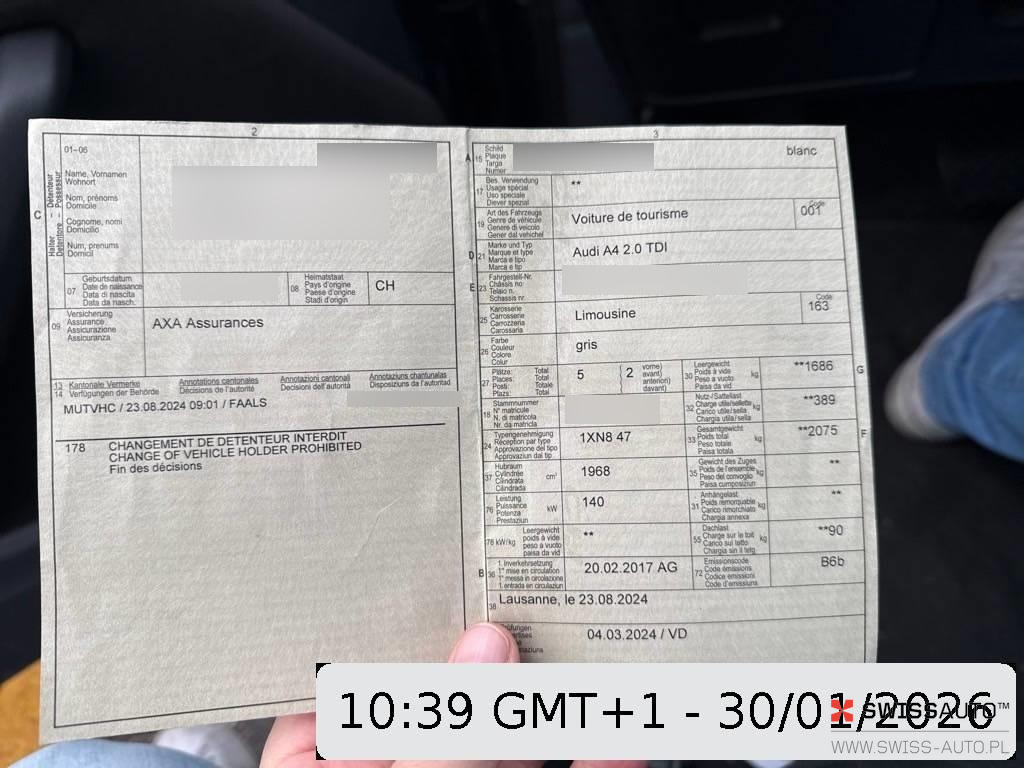 2
01-06
Name, Vornamen
Wohnort
Nom, prénoms
Domicile
Cognome, nomi
Domicilio
Num, prenums
Domicil
C
Halter - Détenteur
Detentore - Possessur
07
Geburtsdatum
Date de naissance
Data di nascita
Data da nasch.
08
Heimatstaat
Pays d'origine
Paese d'origine
Stadi d'origin
CH
09
Versicherung
Assurance
Assicurazione
Assicuranza
AXA Assurances
13 Kantonale Vermerke
14 Verfügungen der Behörde
Annotations cantonales
Décisions de l'autorité
Annotazioni cantonali
Decisioni dell'autorità
Annotaziuns chantunalas
Disposiziuns da l'autoritad
MUTVHC / 23.08.2024 09:01 / FAALS
178 CHANGEMENT DE DETENTEUR INTERDIT
CHANGE OF VEHICLE HOLDER PROHIBITED
Fin des décisions
3
A
15
Schild
Plaque
Targa
Numer
blanc
17
Bes. Verwendung
Usage spécial
Uso speciale
Diever spezial
**
19
Art des Fahrzeugs
Genre de véhicule
Genere di veicolo
Gener dal vehichel
Voiture de tourisme
Code
001
D
21
Marke und Typ
Marque et type
Marca e tipo
Marca e tip
Audi A4 2.0 TDI
E
23
Fahrgestell-Nr.
Châssis no
Telaio n.
Schassis nr.
25
Karosserie
Carrosserie
Carrozzeria
Carossaria
Limousine
Code
163
26
Farbe
Couleur
Colore
Colur
gris
27
Plätze: Total
Places: Total
Posti: Totale
Plazs: Total
5
2
vorne)
avant)
anteriori)
davant)
30
Leergewicht
Poids à vide
Peso a vuoto
Paisa da vid
kg
**1686
G
18
Stammnummer
N° matricule
N. di matricola
Nr. da matricla
32
Nutz-/Sattellast
Charge utile/sellette
Carico utile/sella
Chargia utila/sella
kg
**389
24
Typengenehmigung
Réception par type
Approvazione del tipo
Approvaziun dal tip
1XN8 47
33
Gesamtgewicht
Poids total
Peso totale
Paisa totala
kg
**2075
F
37
Hubraum
Cylindrée
Cilindrata
Cilindrada
cm³
1968
35
Gewicht des Zuges
Poids de l'ensemble
Peso del convoglio
Paisa cumposiziun
kg
**
76
Leistung
Puissance
Potenza
Prestaziun
kW
140
31
Anhängelast
Poids remorquable
Carico rimorchiato
Chargia annexa
kg
**
78 kW/kg
Leergewicht
poids à vide
peso a vuoto
paisa da vid
**
55
Dachlast
Charge sur le toit
Carico sul tetto
Chargia sin il tetg
kg
**90
B
36
1. Inverkehrsetzung
1re mise en circulation
1a messa in circolazione
1. entrada en circulaziun
20.02.2017 AG
72
Emissionscode
Code émissions
Codice emissioni
Code d'emissiuns
B6b
38
Lausanne, le 23.08.2024
04.03.2024 / VD
10:39 GMT+1 - 30/01/2026
SWISSAUTO™
WWW.SWISS-AUTO.PL